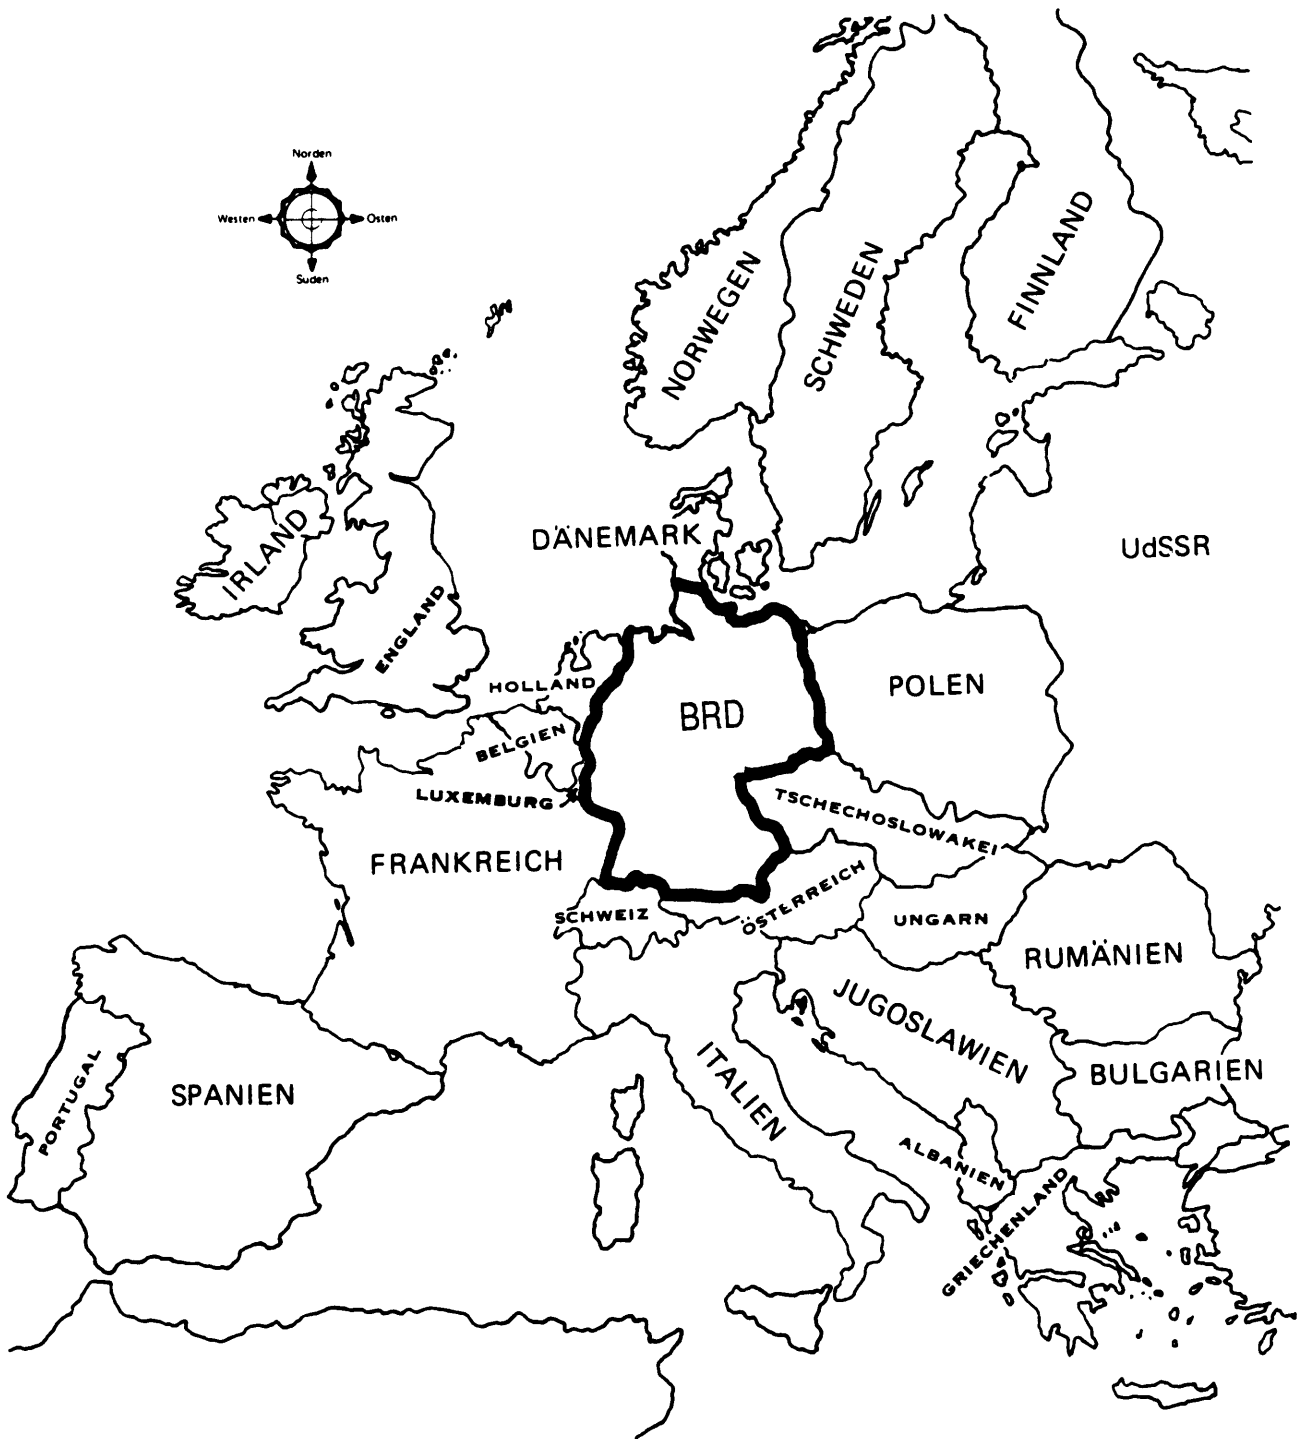 Norden
Westen
Osten
Suden
NORWEGEN
SCHWEDEN
FINNLAND
DÄNEMARK
UdSSR
IRLAND
ENGLAND
HOLLAND
BRD
POLEN
BELGIEN
LUXEMBURG
TSCHECHOSLOWAKEI
FRANKREICH
SCHWEIZ
ÖSTERREICH
UNGARN
RUMÄNIEN
JUGOSLAWIEN
ITALIEN
BULGARIEN
PORTUGAL
SPANIEN
ALBANIEN
GRIECHENLAND